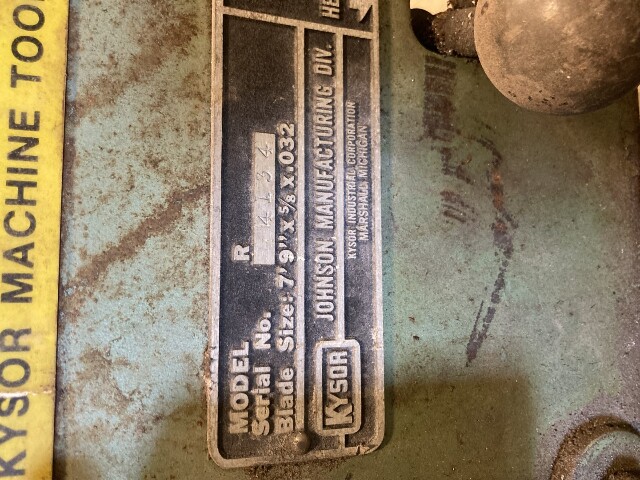 KYSOR MACHINE TOO
MODEL R
Serial No. 4134
Blade Size: 7'9" X 5/8 X .032
KYSOR
JOHNSON MANUFACTURING DIV.
KYSOR INDUSTRIAL CORPORATION
MARSHALL MICHIGAN
HE